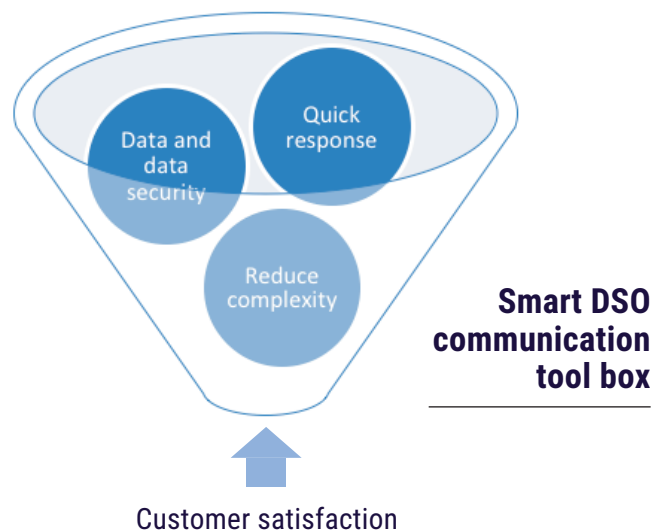 Quick
response
Data and
data
security
Reduce
complexity
Smart DSO
communication
tool box
Customer satisfaction